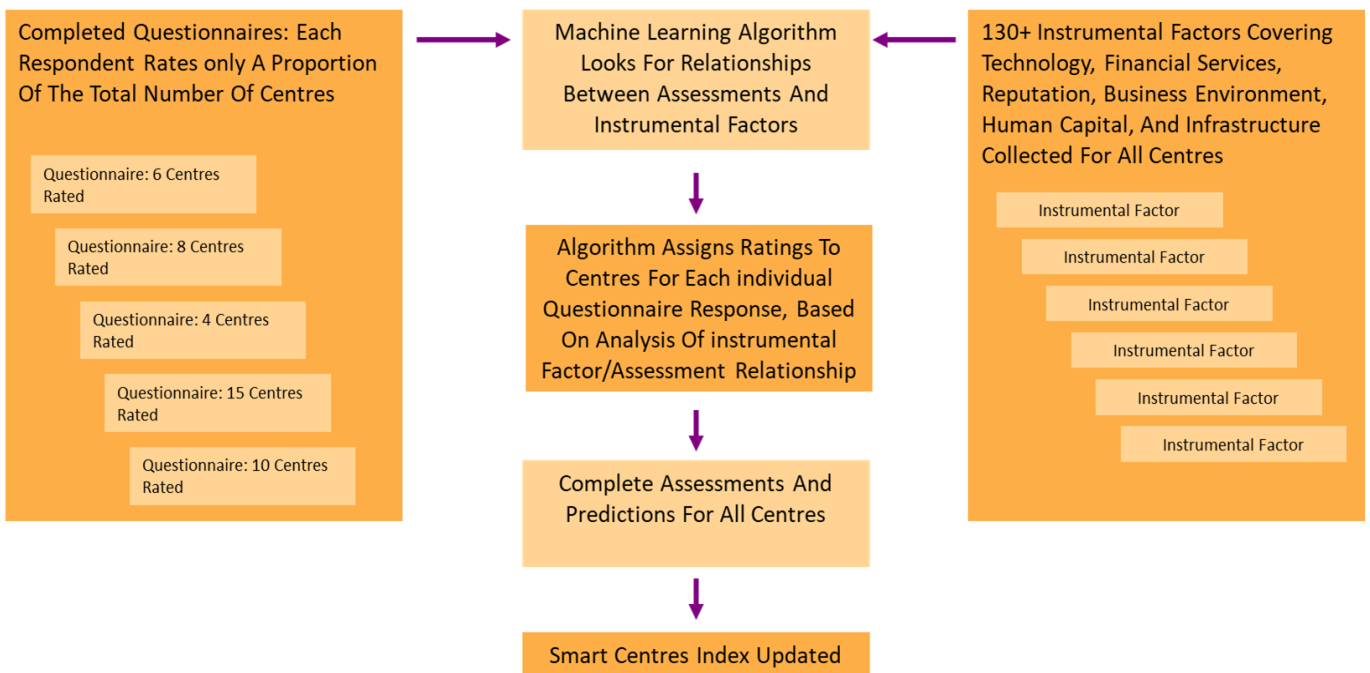 Completed Questionnaires: Each
Respondent Rates only A Proportion
Of The Total Number Of Centres
Questionnaire: 6 Centres
Rated
Questionnaire: 8 Centres
Rated
Questionnaire: 4 Centres
Rated
Questionnaire: 15 Centres
Rated
Questionnaire: 10 Centres
Rated
Machine Learning Algorithm
Looks For Relationships
Between Assessments And
Instrumental Factors
Algorithm Assigns Ratings To
Centres For Each individual
Questionnaire Response, Based
On Analysis Of instrumental
Factor/Assessment Relationship
Complete Assessments And
Predictions For All Centres
Smart Centres Index Updated
130+ Instrumental Factors Covering
Technology, Financial Services,
Reputation, Business Environment,
Human Capital, And Infrastructure
Collected For All Centres
Instrumental Factor
Instrumental Factor
Instrumental Factor
Instrumental Factor
Instrumental Factor
Instrumental Factor